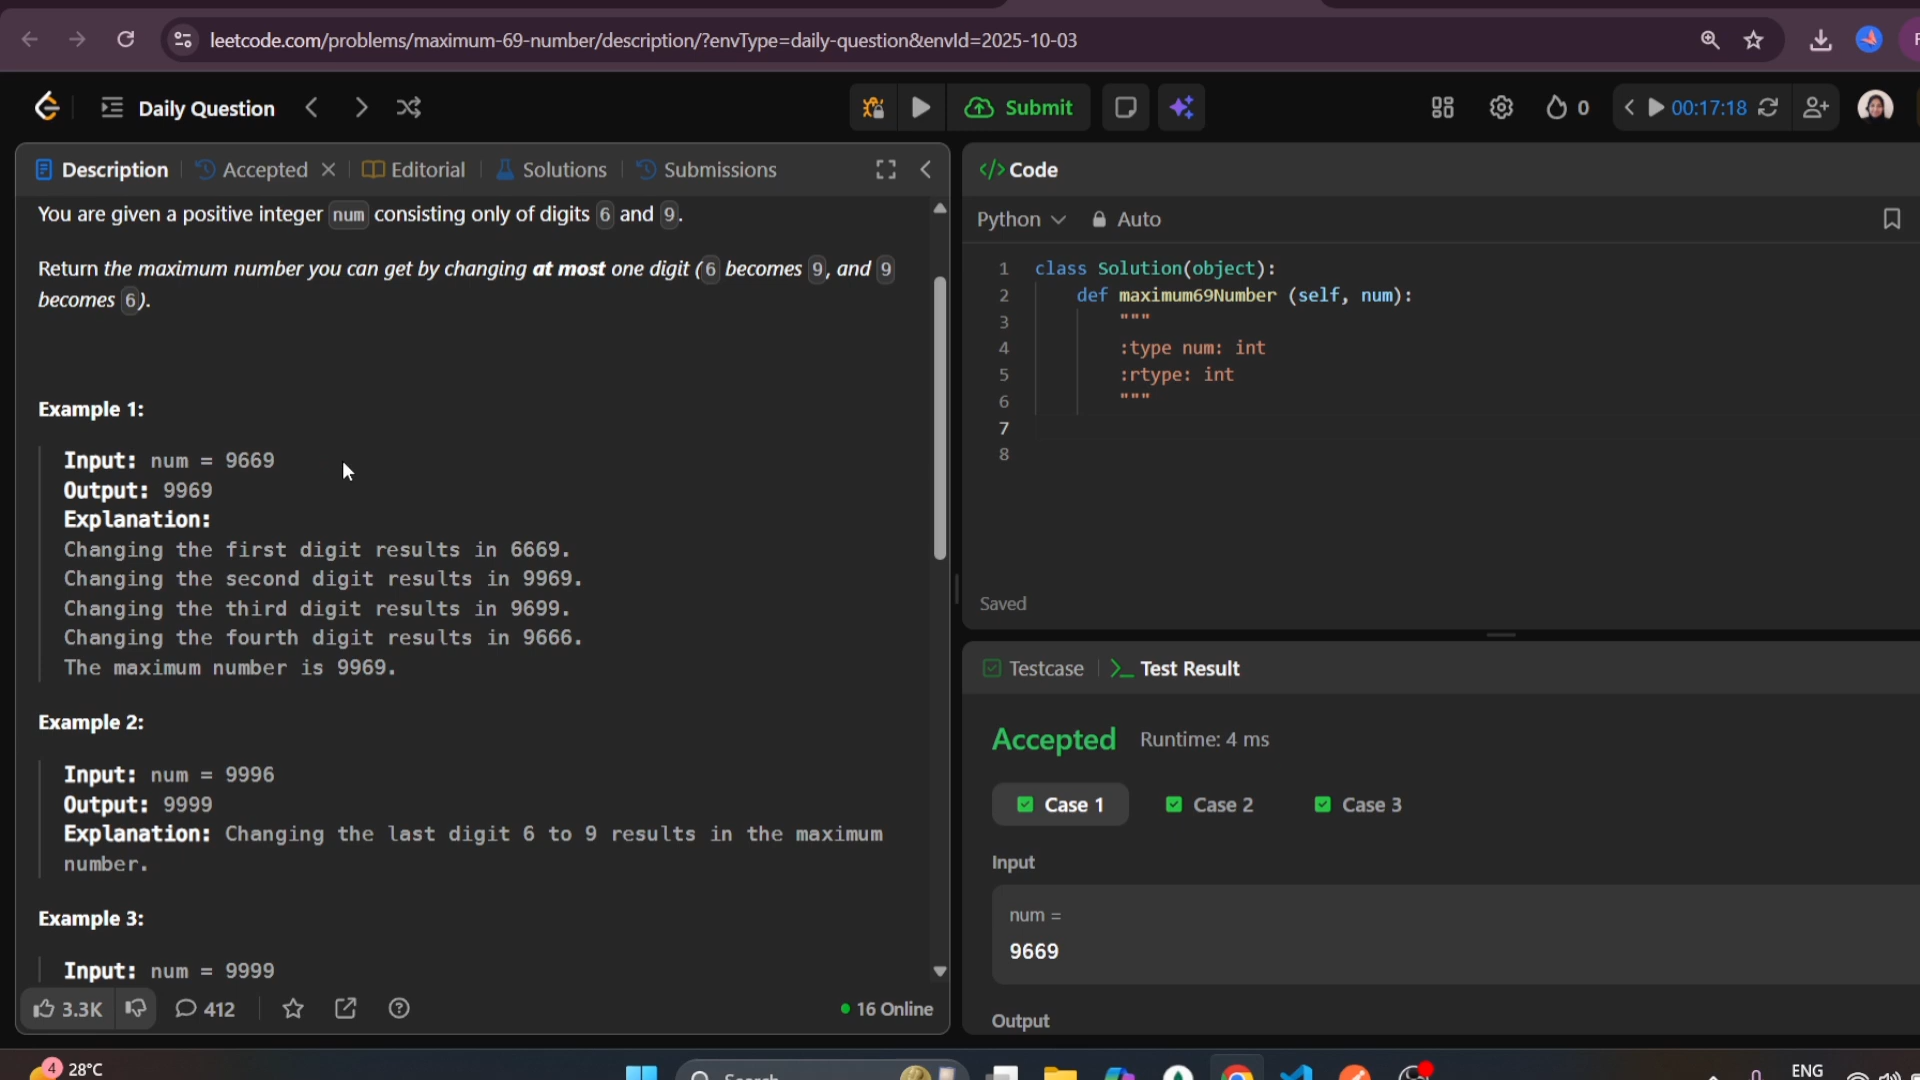 leetcode.com/problems/maximum-69-number/description/?envType=daily-question&envId=2025-10-03
Daily Question
Submit
0
00:17:18
Description
Accepted
Editorial
Solutions
Submissions
You are given a positive integer num consisting only of digits 6 and 9.
Return the maximum number you can get by changing at most one digit (6 becomes 9, and 9
becomes 6).
Example 1:
Input: num = 9669
Output: 9969
Explanation:
Changing the first digit results in 6669.
Changing the second digit results in 9969.
Changing the third digit results in 9699.
Changing the fourth digit results in 9666.
The maximum number is 9969.
Example 2:
Input: num = 9996
Output: 9999
Explanation: Changing the last digit 6 to 9 results in the maximum
number.
Example 3:
Input: num = 9999
3.3K
412
16 Online
</> Code
Python
Auto
1 class Solution(object):
2 def maximum69Number (self, num):
3 """
4 :type num: int
5 :rtype: int
6 """
7
8
Saved
Testcase
Test Result
Accepted Runtime: 4 ms
Case 1
Case 2
Case 3
Input
num =
9669
Output
4
28°C
Search
ENG